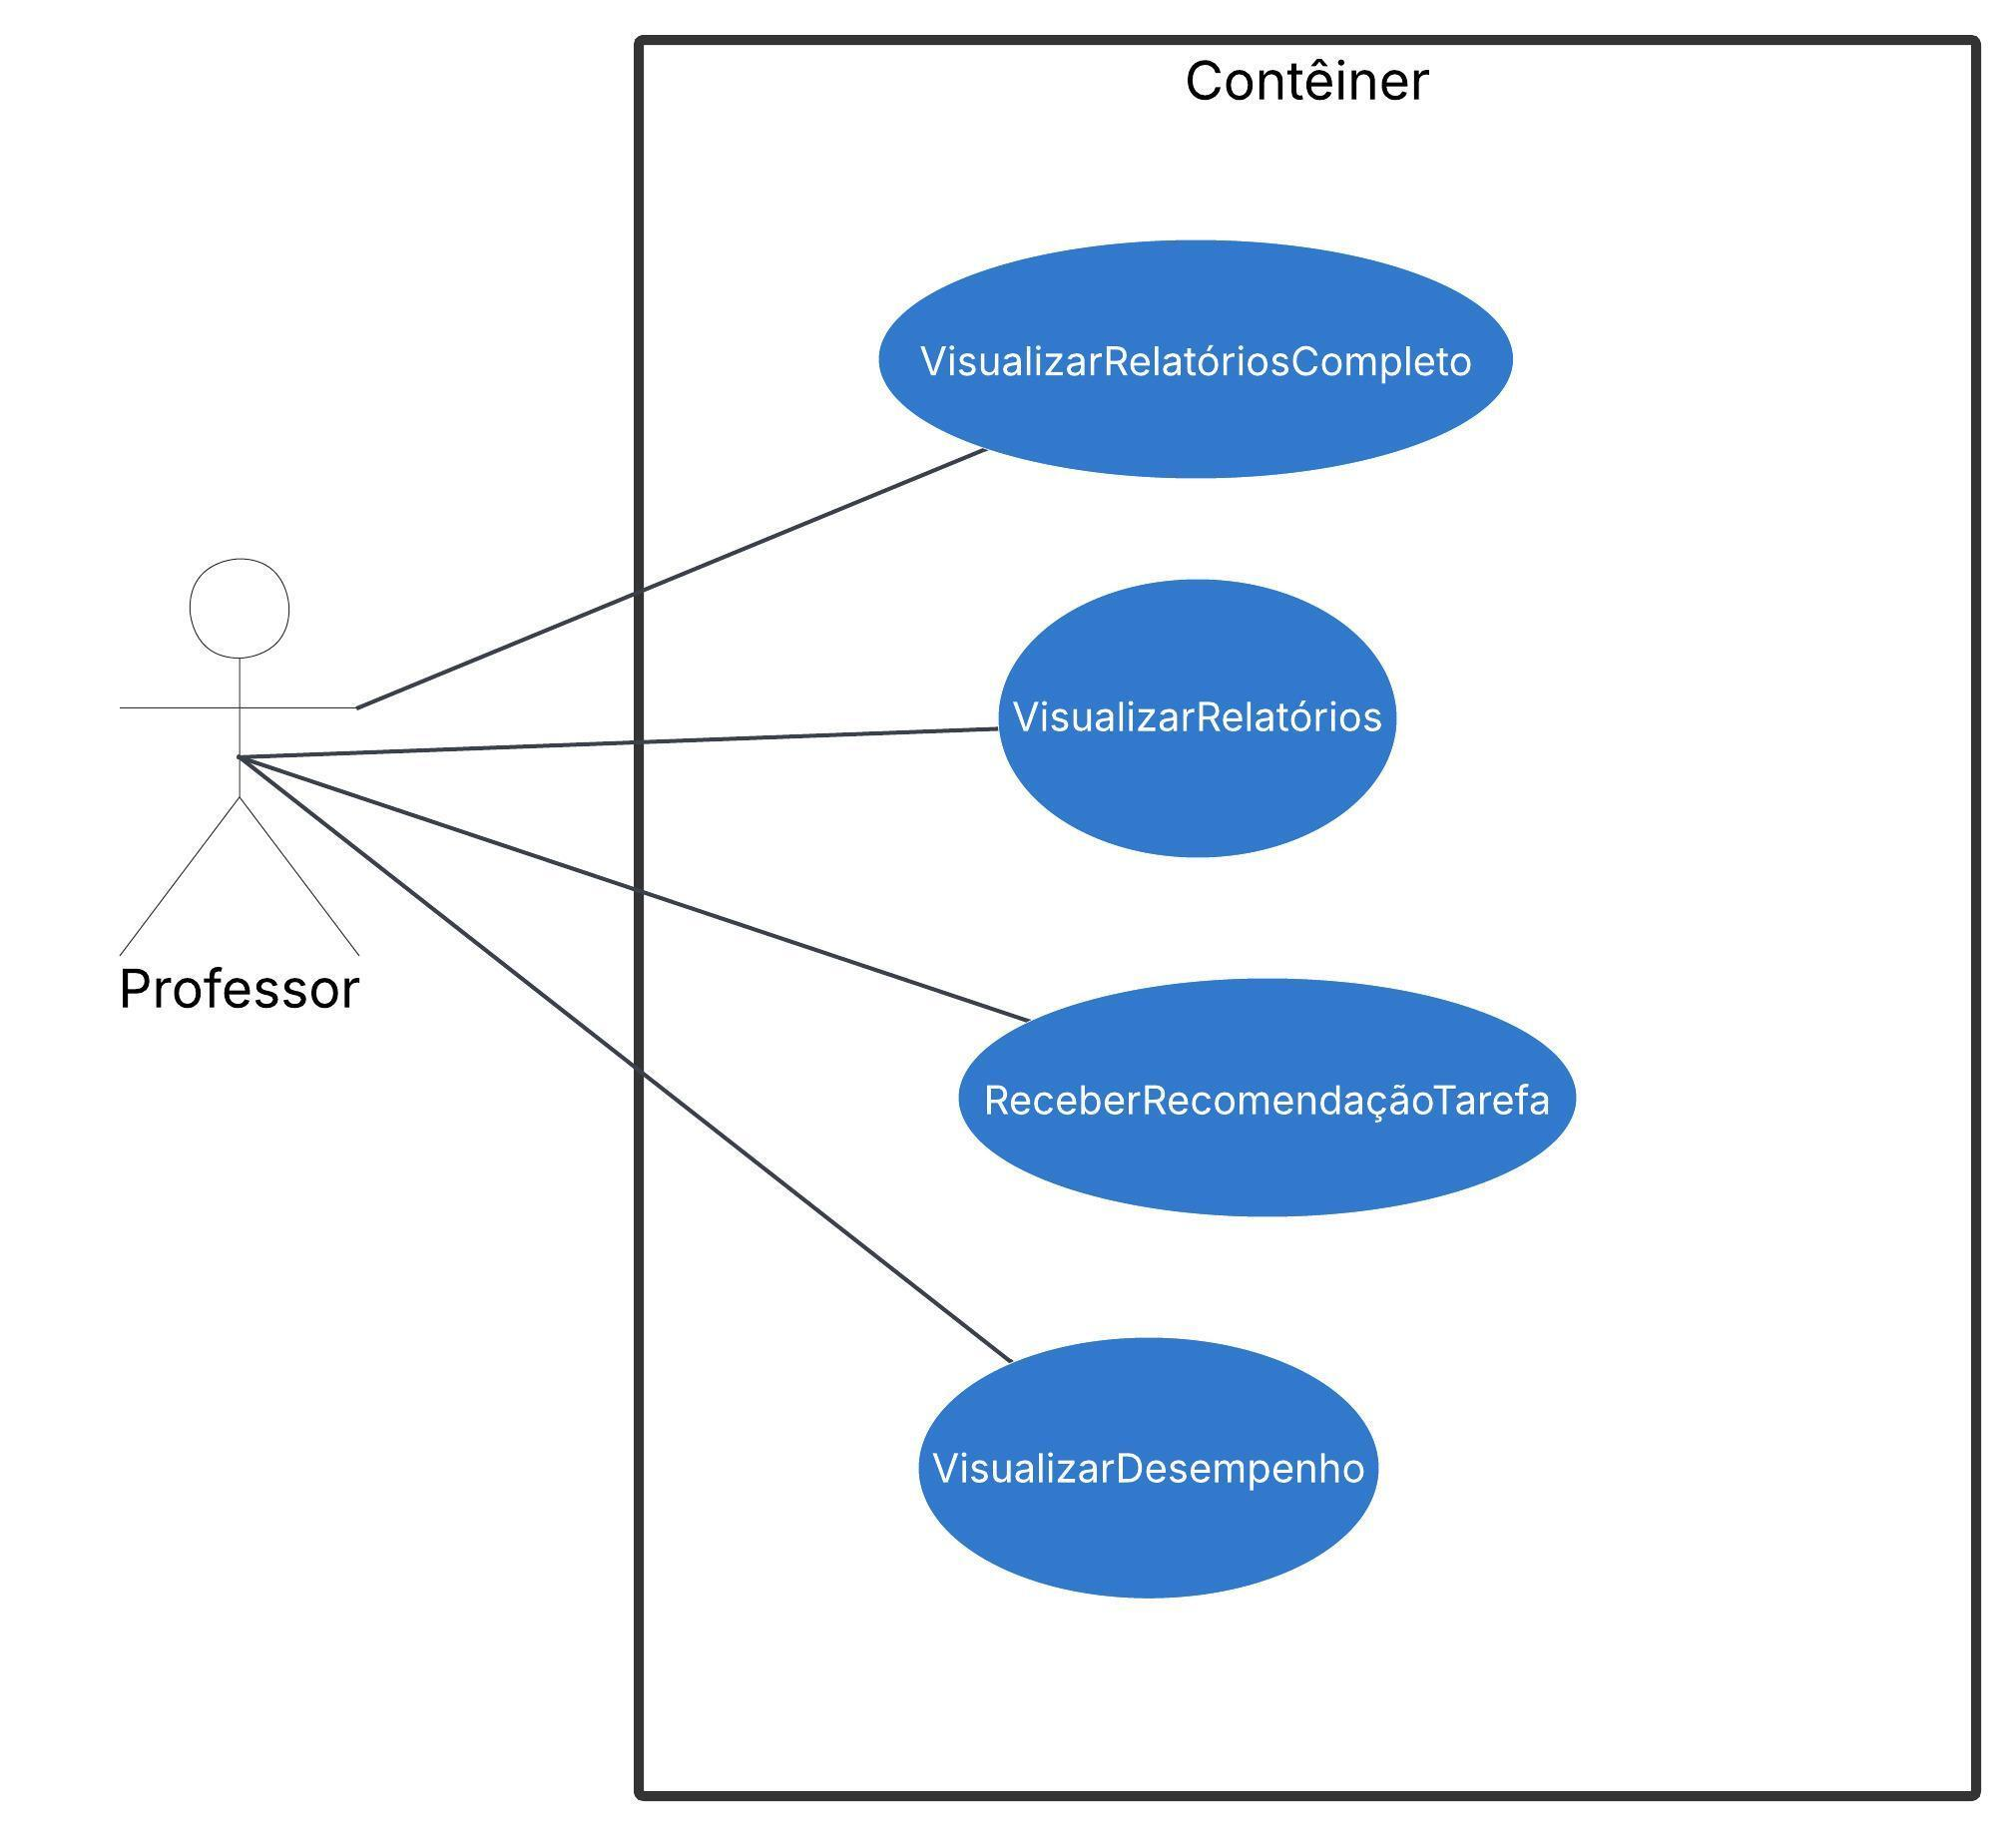 Contêiner
VisualizarRelatóriosCompleto
VisualizarRelatórios
Professor
ReceberRecomendaçãoTarefa
VisualizarDesempenho